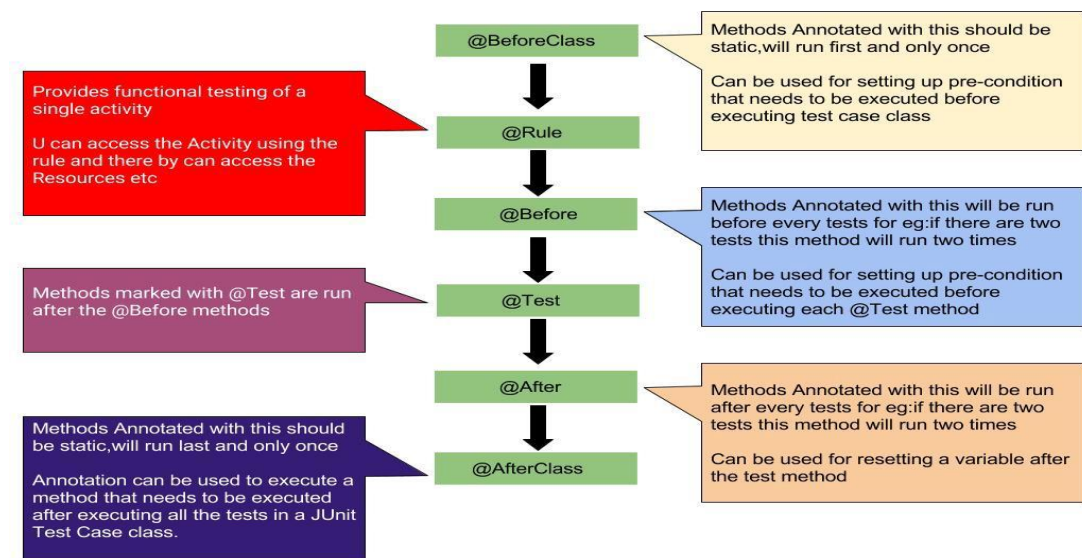 @BeforeClass
Methods Annotated with this should be
static,will run first and only once
Can be used for setting up pre-condition
that needs to be executed before
executing test case class
Provides functional testing of a
single activity
U can access the Activity using the
rule and there by can access the
Resources etc
@Rule
@Before
Methods Annotated with this will be run
before every tests for eg:if there are two
tests this method will run two times
Can be used for setting up pre-condition
that needs to be executed before
executing each @Test method
Methods marked with @Test are run
after the @Before methods
@Test
@After
Methods Annotated with this will be run
after every tests for eg:if there are two
tests this method will run two times
Can be used for resetting a variable after
the test method
Methods Annotated with this should
be static,will run last and only once
Annotation can be used to execute a
method that needs to be executed
after executing all the tests in a JUnit
Test Case class.
@AfterClass